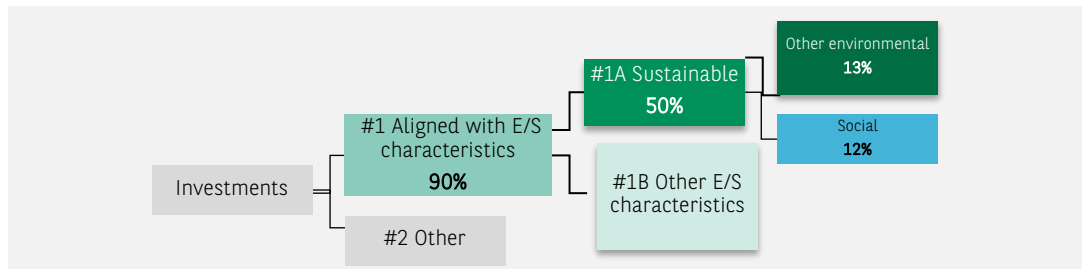 Investments
#1 Aligned with E/S
characteristics
90%
#2 Other
#1A Sustainable
50%
#1B Other E/S
characteristics
Other environmental
13%
Social
12%